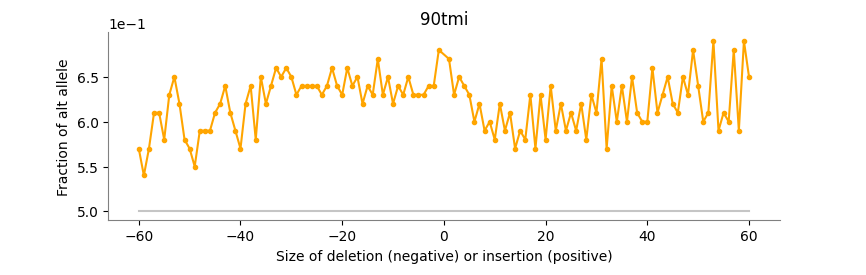 90tmi
1e−1
Fraction of alt allele
6.5
6.0
5.5
5.0
−60 −40 −20 0 20 40 60
Size of deletion (negative) or insertion (positive)